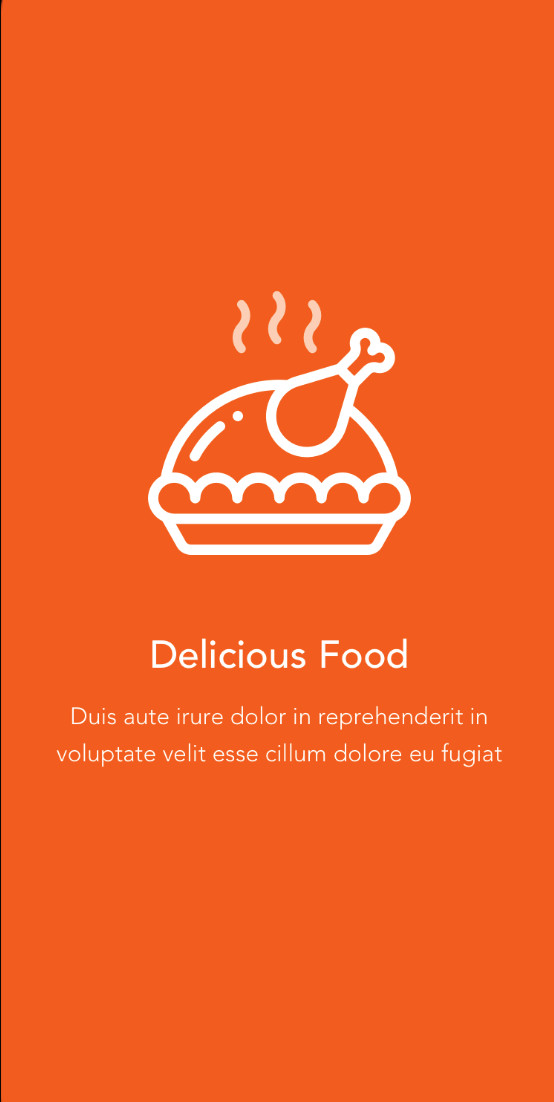 Delicious Food
Duis aute irure dolor in reprehenderit in
voluptate velit esse cillum dolore eu fugiat